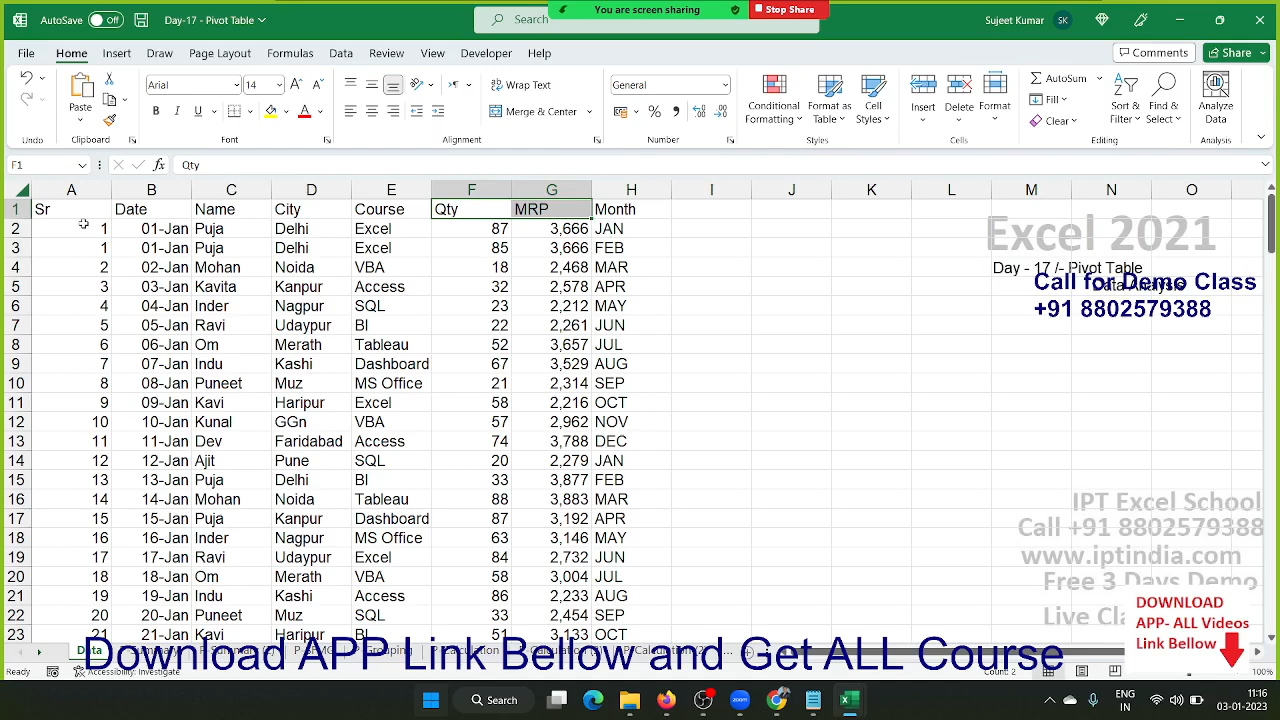 You are screen sharing
Stop Share
AutoSave Off Day-17 - Pivot Table Search Sujeet Kumar SK
File Home Insert Draw Page Layout Formulas Data Review View Developer Help Comments Share
Paste Arial 14 Wrap Text General Conditional Formatting Format as Table Cell Styles Insert Delete Format AutoSum Fill Clear Sort & Filter Find & Select Analyze Data
B I U Merge & Center
Undo Clipboard Font Alignment Number Styles Cells Editing Analysis
F1 fx Qty
A B C D E F G H I J K L M N O
1 Sr Date Name City Course Qty MRP Month
2 1 01-Jan Puja Delhi Excel 87 3,666 JAN
3 1 01-Jan Puja Delhi Excel 85 3,666 FEB
4 2 02-Jan Mohan Noida VBA 18 2,468 MAR
5 3 03-Jan Kavita Kanpur Access 32 2,578 APR
6 4 04-Jan Inder Nagpur SQL 23 2,212 MAY
7 5 05-Jan Ravi Udaypur BI 22 2,261 JUN
8 6 06-Jan Om Merath Tableau 52 3,657 JUL
9 7 07-Jan Indu Kashi Dashboard 67 3,529 AUG
10 8 08-Jan Puneet Muz MS Office 21 2,314 SEP
11 9 09-Jan Kavi Haripur Excel 58 2,216 OCT
12 10 10-Jan Kunal GGn VBA 57 2,962 NOV
13 11 11-Jan Dev Faridabad Access 74 3,788 DEC
14 12 12-Jan Ajit Pune SQL 20 2,279 JAN
15 13 13-Jan Puja Delhi BI 33 3,877 FEB
16 14 14-Jan Mohan Noida Tableau 88 3,883 MAR
17 15 15-Jan Puja Kanpur Dashboard 87 3,192 APR
18 16 16-Jan Inder Nagpur MS Office 63 3,146 MAY
19 17 17-Jan Ravi Udaypur Excel 84 2,732 JUN
20 18 18-Jan Om Merath VBA 58 3,004 JUL
21 19 19-Jan Indu Kashi Access 86 2,233 AUG
22 20 20-Jan Puneet Muz SQL 33 2,454 SEP
23 21 21-Jan Kavi Haripur BI 51 3,133 OCT
Excel 2021
Day - 17 /- Pivot Table
Data Analysis
Call for Demo Class
+91 8802579388
IPT Excel School
Call +91 8802579388
www.iptindia.com
Free 3 Days Demo
Live Cla
DOWNLOAD
APP- ALL Videos
Link Bellow
Data
Download APP Link Bellow and Get ALL Course
Accessibility: Investigate Count: 2
Search ENG IN 11:16
03-01-2023